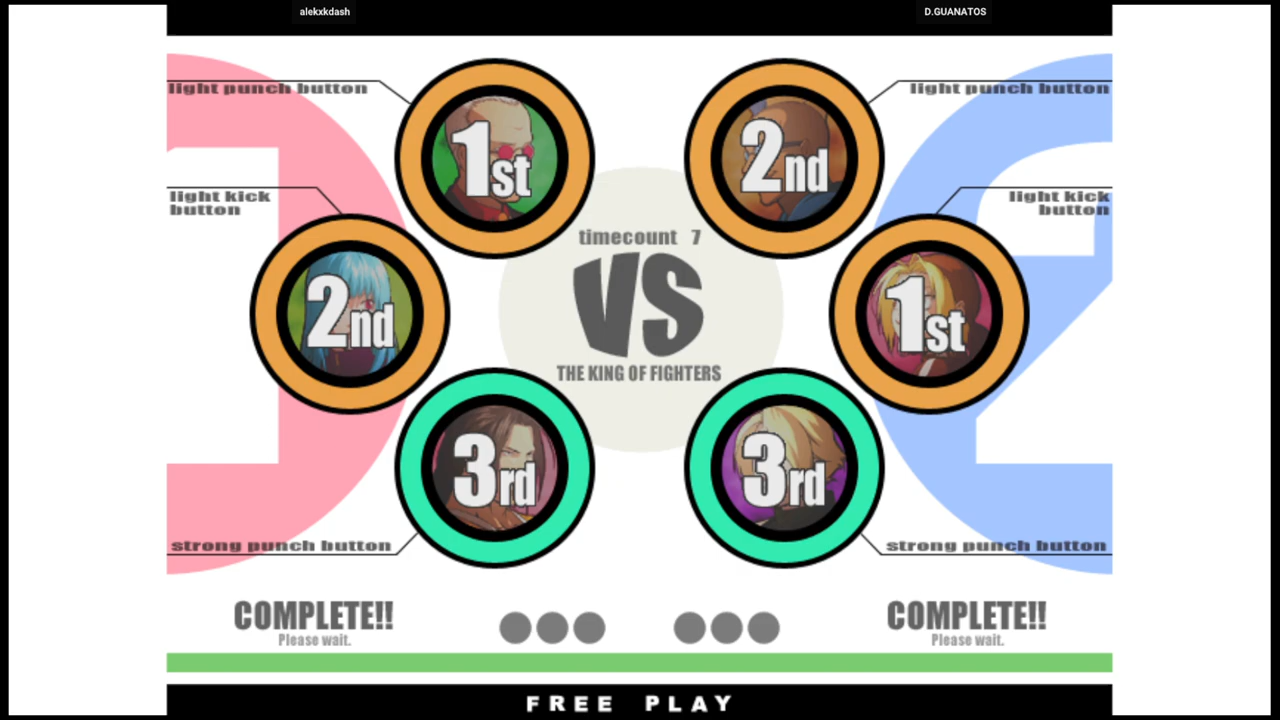 alekxkdash
D.GUANATOS
light punch button
light punch button
1st
2nd
light kick
button
light kick
button
timecount 7
VS
THE KING OF FIGHTERS
2nd
1st
3rd
3rd
strong punch button
strong punch button
COMPLETE!!
Please wait.
COMPLETE!!
Please wait.
FREE PLAY